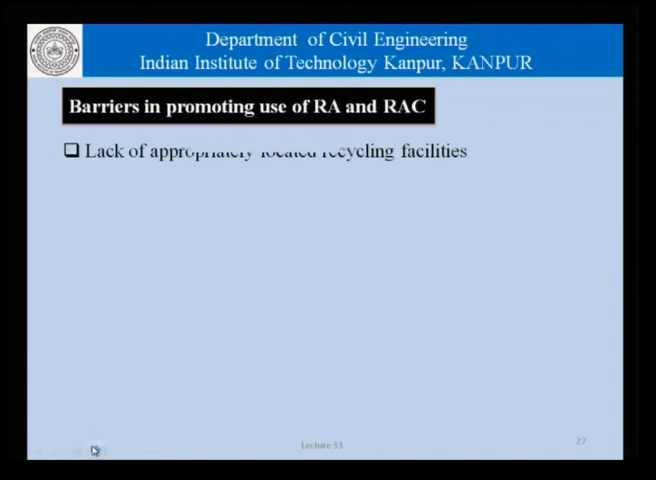 Department of Civil Engineering
Indian Institute of Technology Kanpur, KANPUR
Barriers in promoting use of RA and RAC
Lack of appropriately located recycling facilities
Lecture 33
27